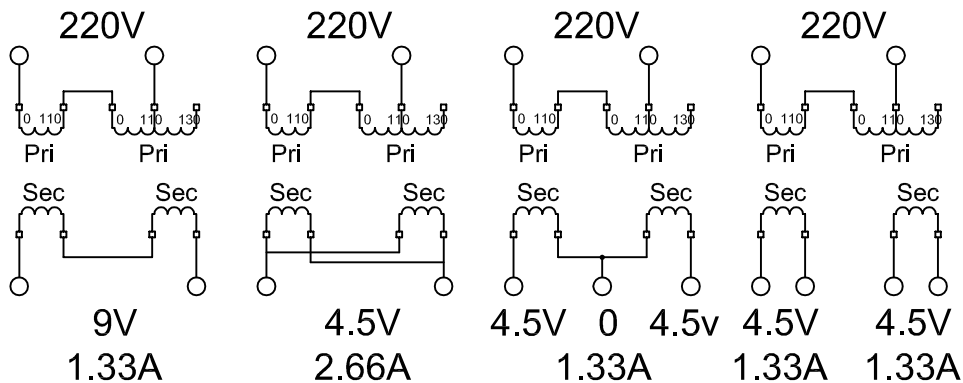 220V 220V 220V 220V
0 110 0 110 130 0 110 0 110 130 0 110 0 110 130 0 110 0 110 130
Pri Pri Pri Pri Pri Pri Pri Pri
Sec Sec Sec Sec Sec Sec Sec Sec
9V 4.5V 4.5V 0 4.5v 4.5V 4.5V
1.33A 2.66A 1.33A 1.33A 1.33A